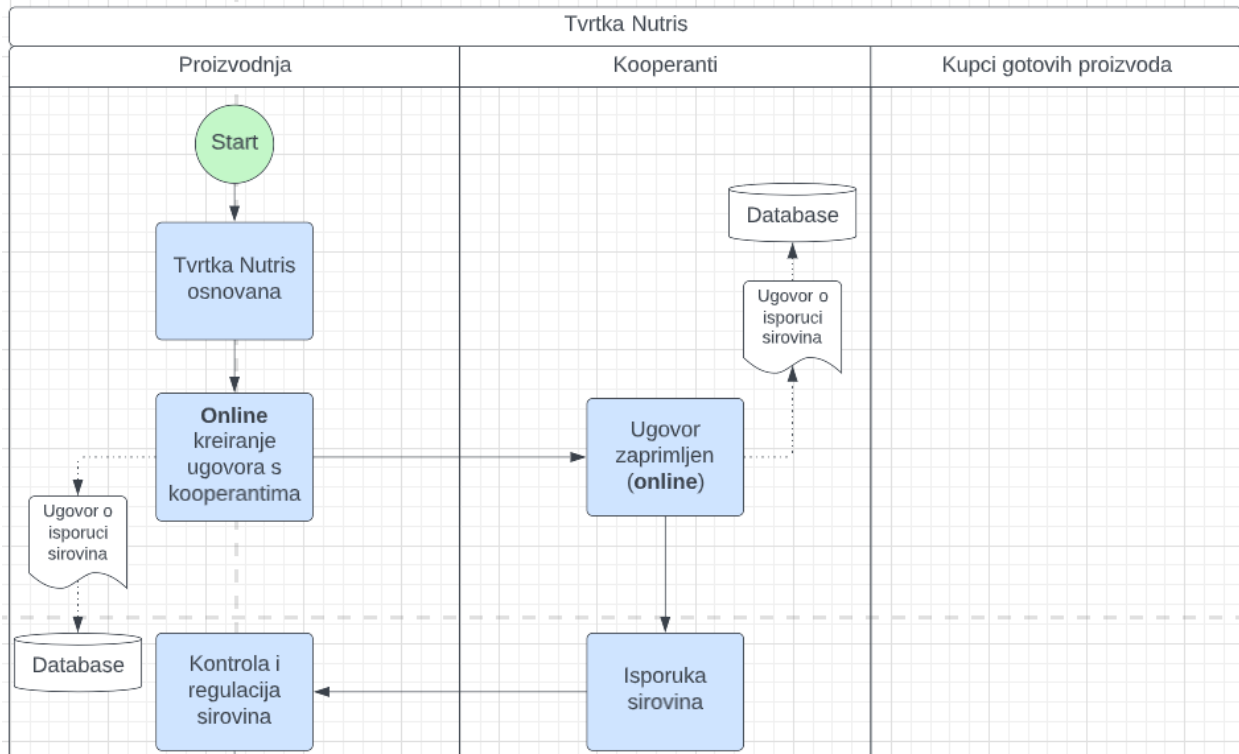 Tvrtka Nutris
Proizvodnja
Kooperanti
Kupci gotovih proizvoda
Start
Tvrtka Nutris
osnovana
Database
Ugovor o
isporuci
sirovina
Online
kreiranje
ugovora s
kooperantima
Ugovor
zaprimljen
(online)
Ugovor o
isporuci
sirovina
Database
Kontrola i
regulacija
sirovina
Isporuka
sirovina